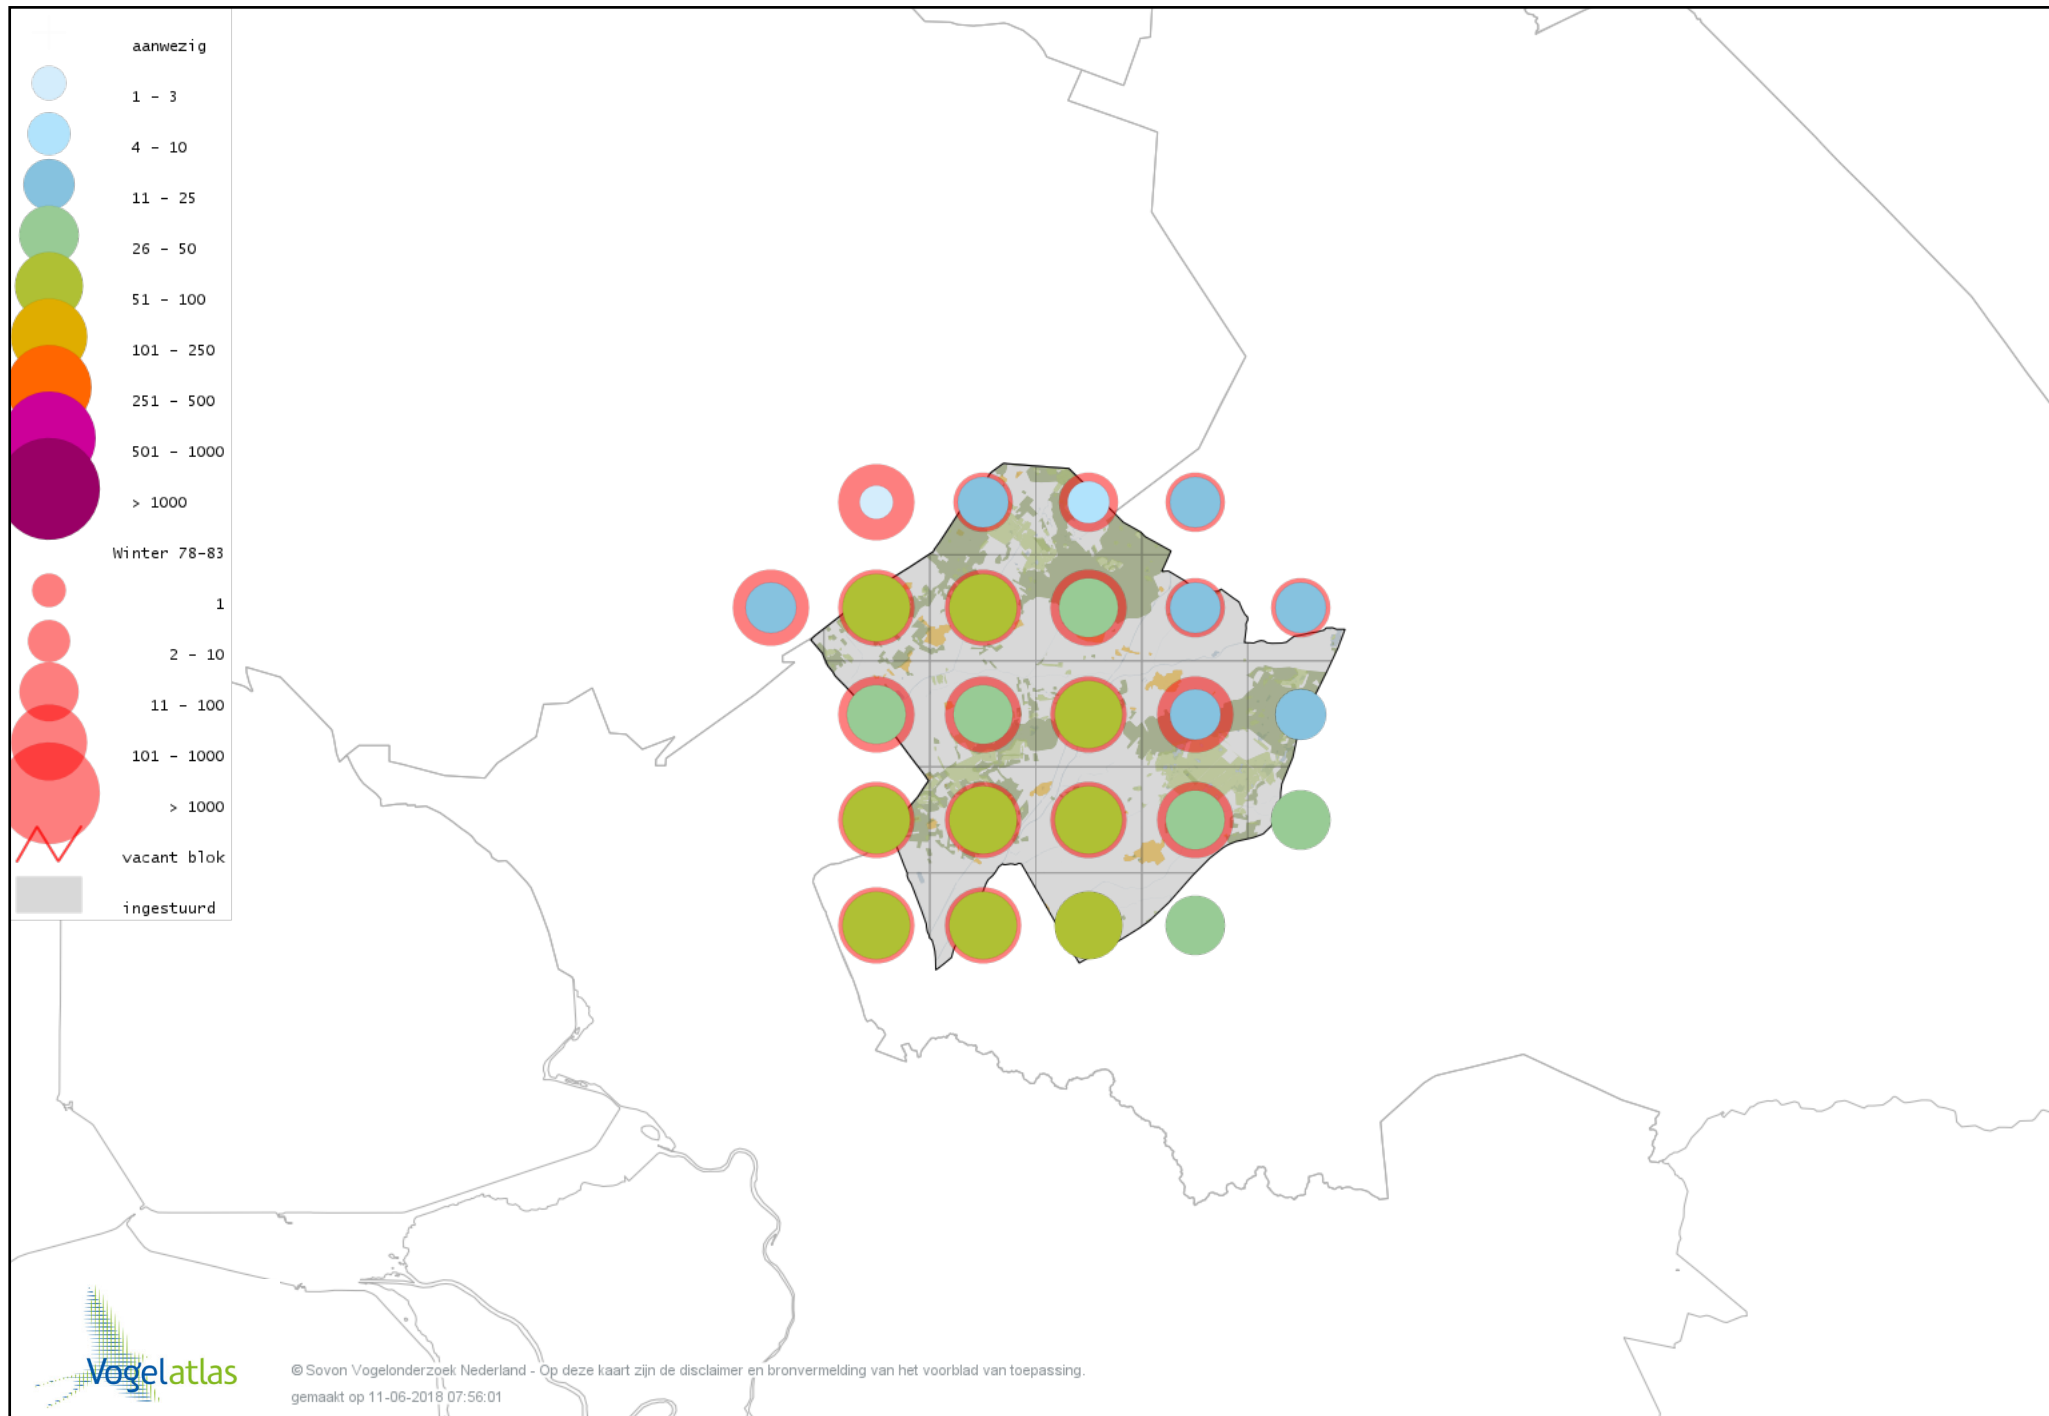 aanwezig
1 - 3
4 - 10
11 - 25
26 - 50
51 - 100
101 - 250
251 - 500
501 - 1000
> 1000
Winter 78-83
1
2 - 10
11 - 100
101 - 1000
> 1000
vacant blok
ingestuurd
Vogelatlas
© Sovon Vogelonderzoek Nederland - Op deze kaart zijn de disclaimer en bronvermelding van het voorblad van toepassing.
gemaakt op 11-06-2018 07:56:01